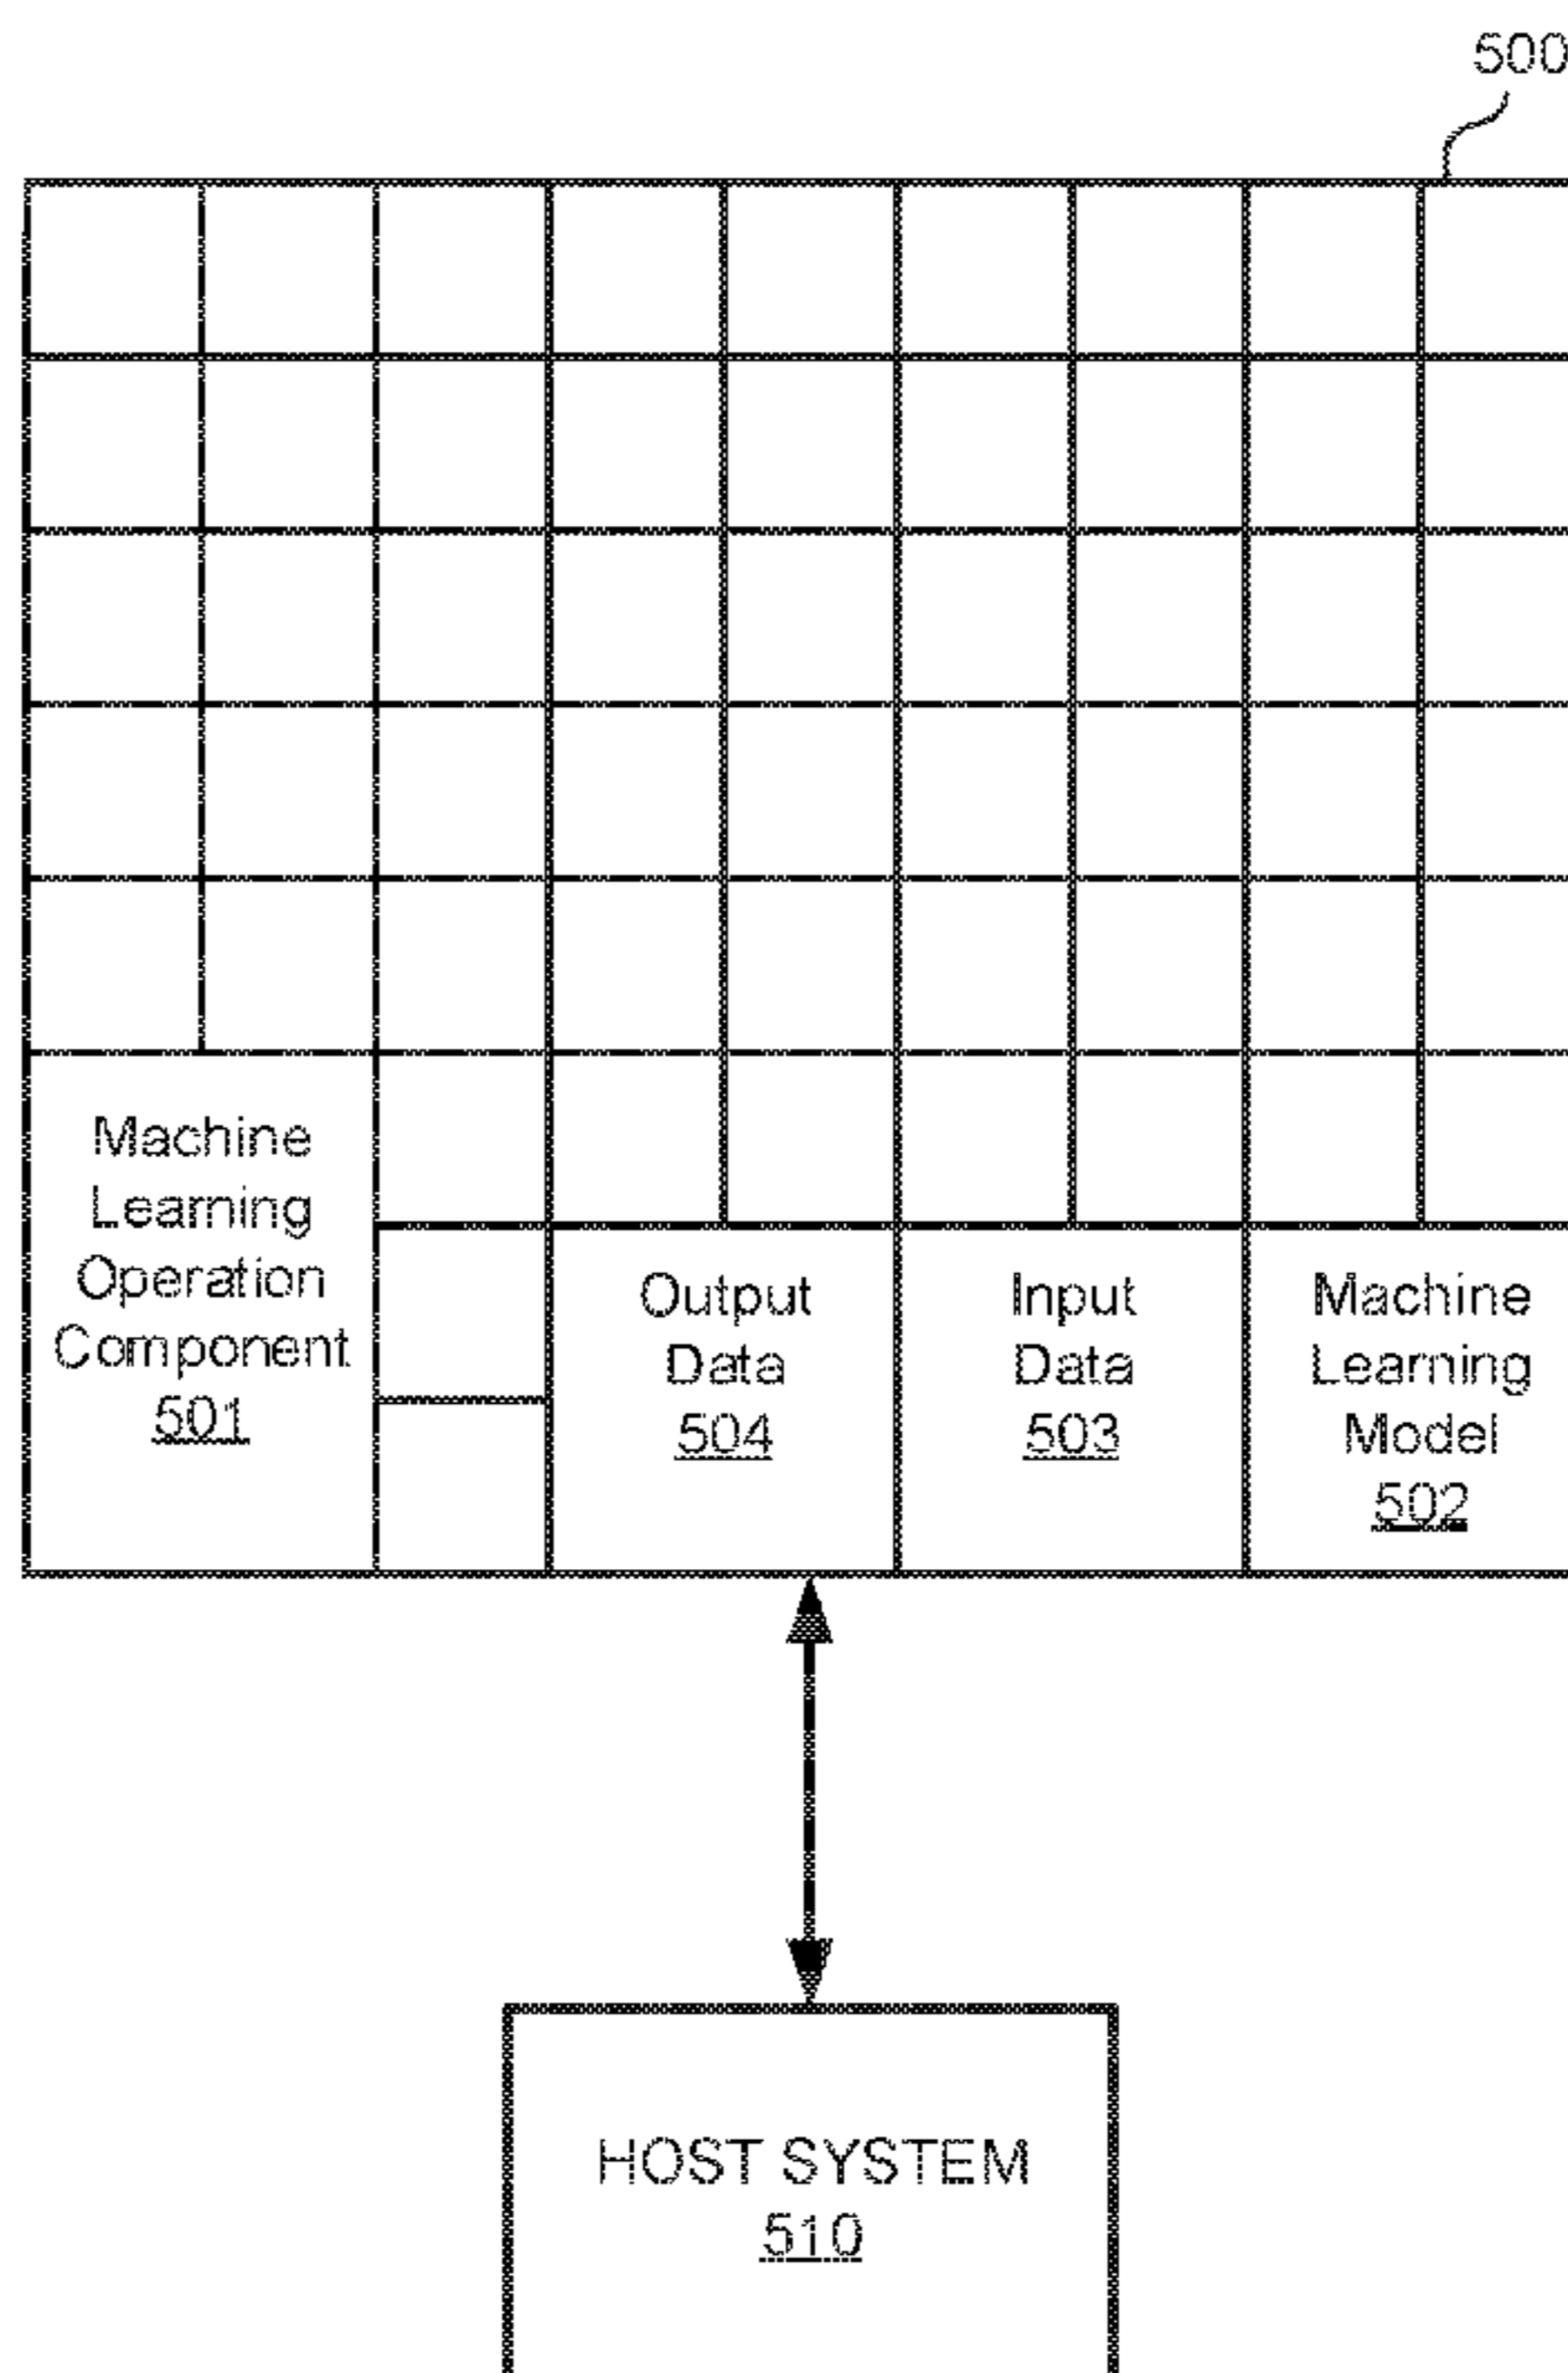 500
Machine
Learning
Operation
Component
501
Output
Data
504
Input
Data
503
Machine
Learning
Model
502
HOST SYSTEM
510